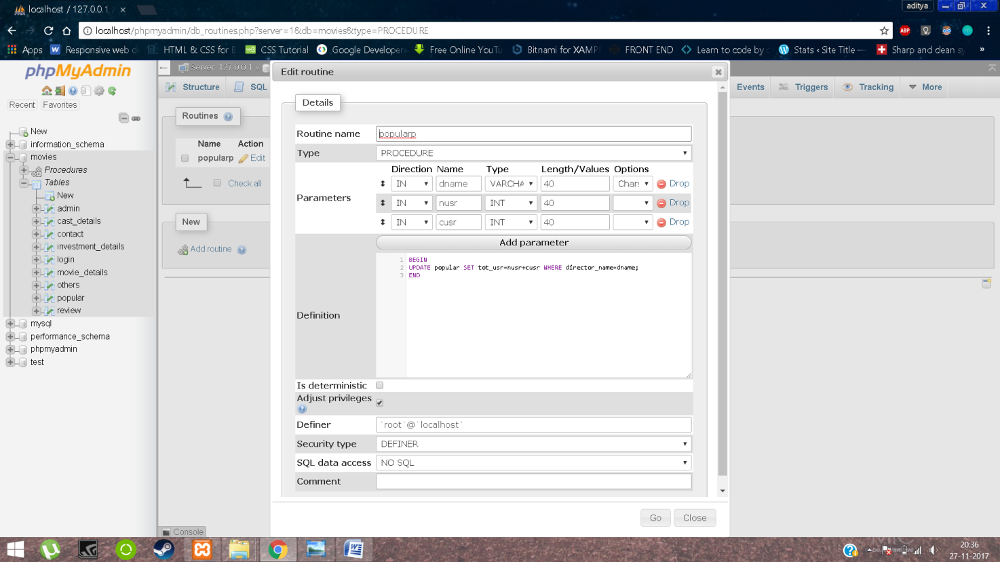 localhost / 127.0.0.1
aditya
localhost/phpmyadmin/db_routines.php?server=1&db=movies&type=PROCEDURE
ABP
Apps
Responsive web d
HTML & CSS for B
CSS Tutorial
Google Developer
Free Online YouTu
Bitnami for XAMP
FRONT END
Learn to code by
Stats ‹ Site Title —
Sharp and clean sy
»
phpMyAdmin
Recent
Favorites
New
information_schema
movies
Procedures
Tables
New
admin
cast_details
contact
investment_details
login
movie_details
others
popular
review
mysql
performance_schema
phpmyadmin
test
Server: 127.0.0.1 »
Structure
SQL
Events
Triggers
Tracking
More
Routines
Name Action
popularp Edit
Check all
New
Add routine
Console
Edit routine
Details
Routine name popularp
Type PROCEDURE
Parameters
Direction Name Type Length/Values Options
IN dname VARCHA 40 Chars Drop
IN nusr INT 40 Drop
IN cusr INT 40 Drop
Add parameter
Definition
1 BEGIN
2 UPDATE popular SET tot_usr=nusr+cusr WHERE director_name=dname;
3 END
Is deterministic
Adjust privileges
Definer `root`@`localhost`
Security type DEFINER
SQL data access NO SQL
Comment
Go
Close
20:36
27-11-2017